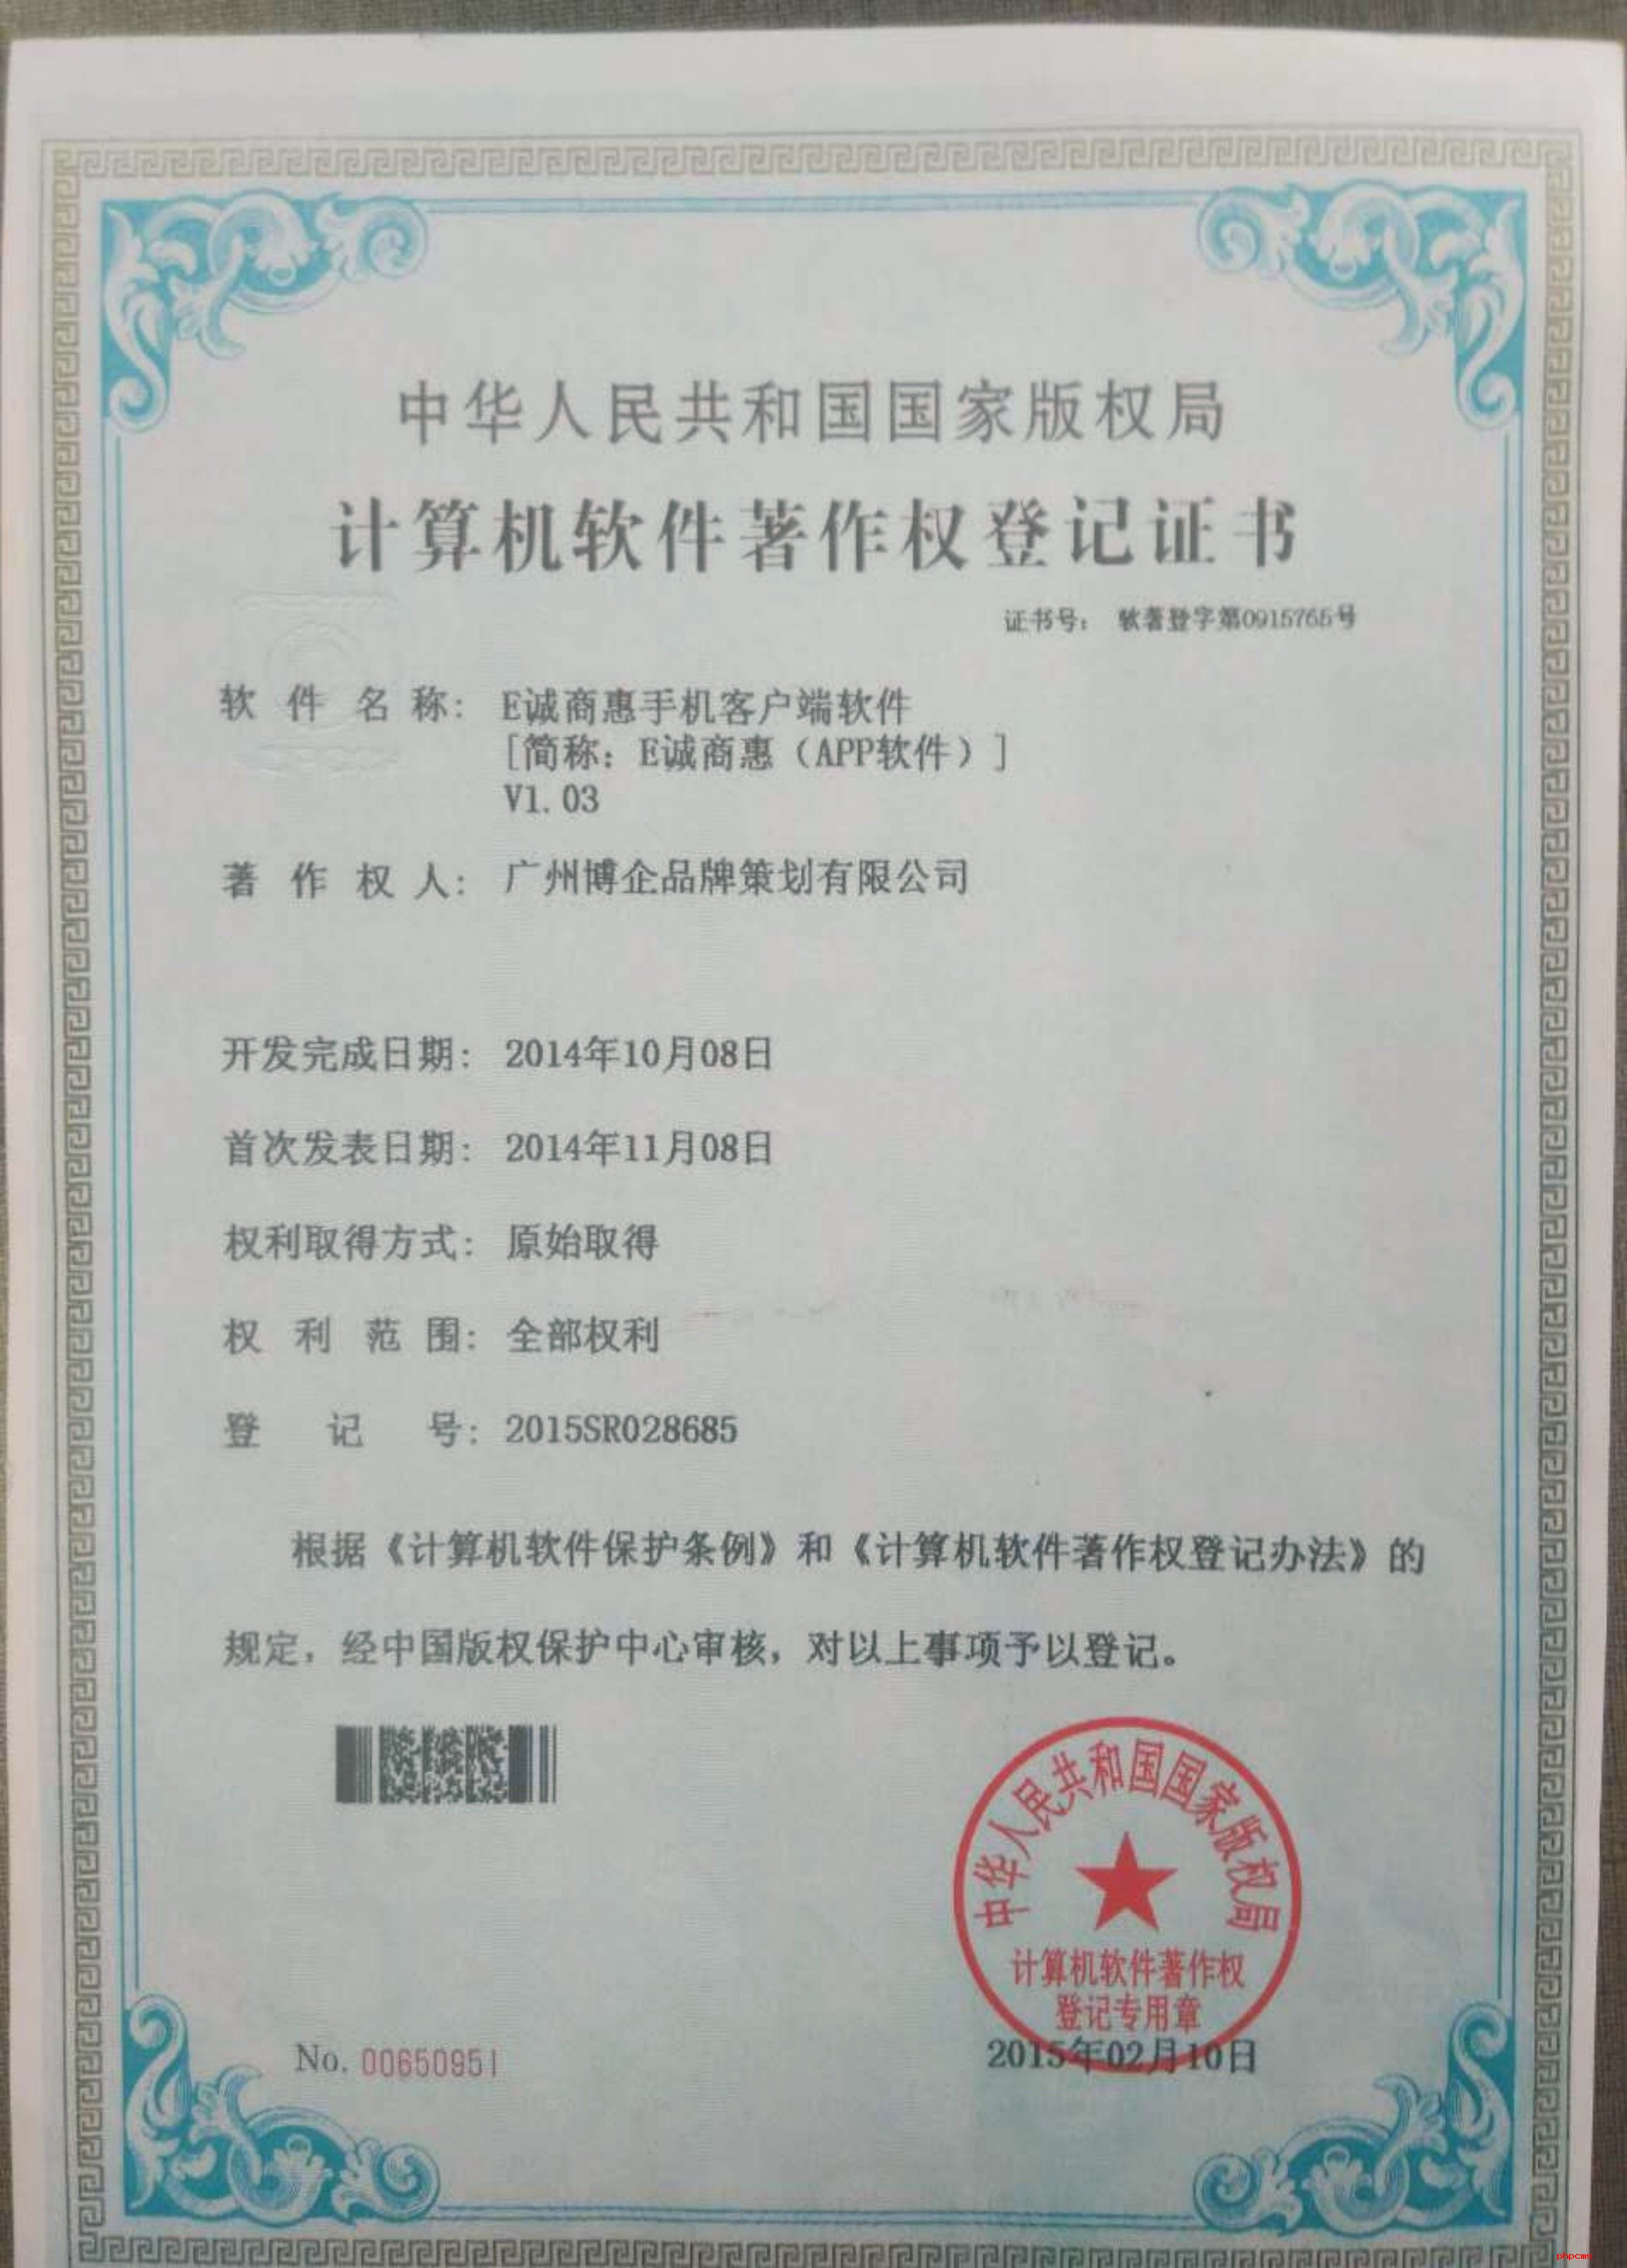 中华人民共和国国家版权局
计算机软件著作权登记证书
证书号： 软著登字第0915765号
软件名称： E诚商惠手机客户端软件
[简称：E诚商惠（APP软件）]
V1.03
著作权人： 广州博企品牌策划有限公司
开发完成日期： 2014年10月08日
首次发表日期： 2014年11月08日
权利取得方式： 原始取得
权利范围： 全部权利
登记号： 2015SR028685
根据《计算机软件保护条例》和《计算机软件著作权登记办法》的
规定，经中国版权保护中心审核，对以上事项予以登记。
中华人民共和国国家版权局
计算机软件著作权
登记专用章
No. 00650951
2015年02月10日
phpcms